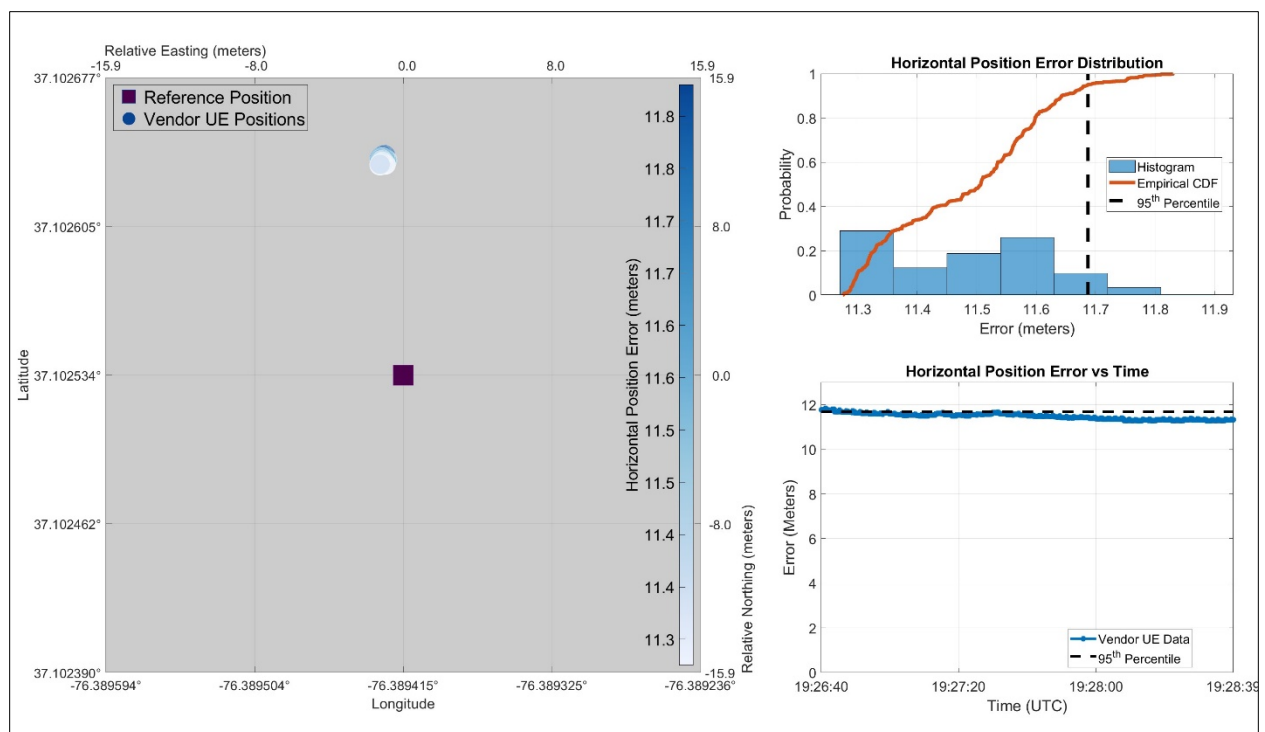 Relative Easting (meters)
-15.9 -8.0 0.0 8.0 15.9
37.102677°
37.102605°
37.102534°
37.102462°
37.102390°
Latitude
Reference Position
Vendor UE Positions
-76.389594° -76.389504° -76.389415° -76.389325° -76.389236°
Longitude
Horizontal Position Error (meters)
11.8
11.8
11.7
11.7
11.6
11.6
11.5
11.5
11.4
11.4
11.3
15.9
8.0
0.0
-8.0
-15.9
Relative Northing (meters)
Horizontal Position Error Distribution
Probability
1
0.8
0.6
0.4
0.2
0
Histogram
Empirical CDF
95th Percentile
11.3 11.4 11.5 11.6 11.7 11.8 11.9
Error (meters)
Horizontal Position Error vs Time
Error (Meters)
12
10
8
6
4
2
0
Vendor UE Data
95th Percentile
19:26:40 19:27:20 19:28:00 19:28:39
Time (UTC)